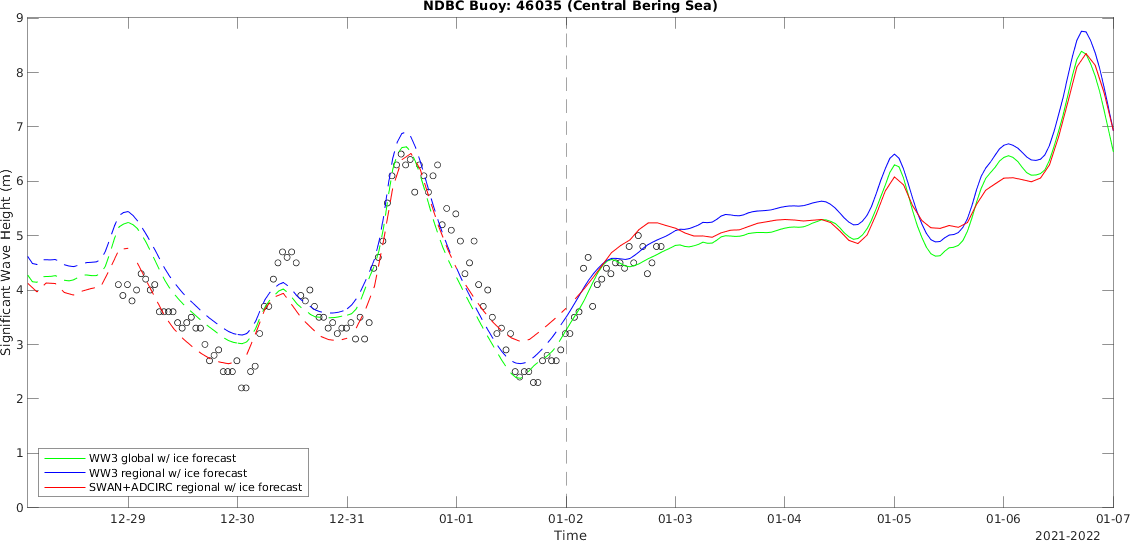 NDBC Buoy: 46035 (Central Bering Sea)
9
8
7
6
5
4
3
2
1
0
Significant Wave Height (m)
WW3 global w/ ice forecast
WW3 regional w/ ice forecast
SWAN+ADCIRC regional w/ ice forecast
12-29 12-30 12-31 01-01 01-02 01-03 01-04 01-05 01-06 01-07
Time
2021-2022